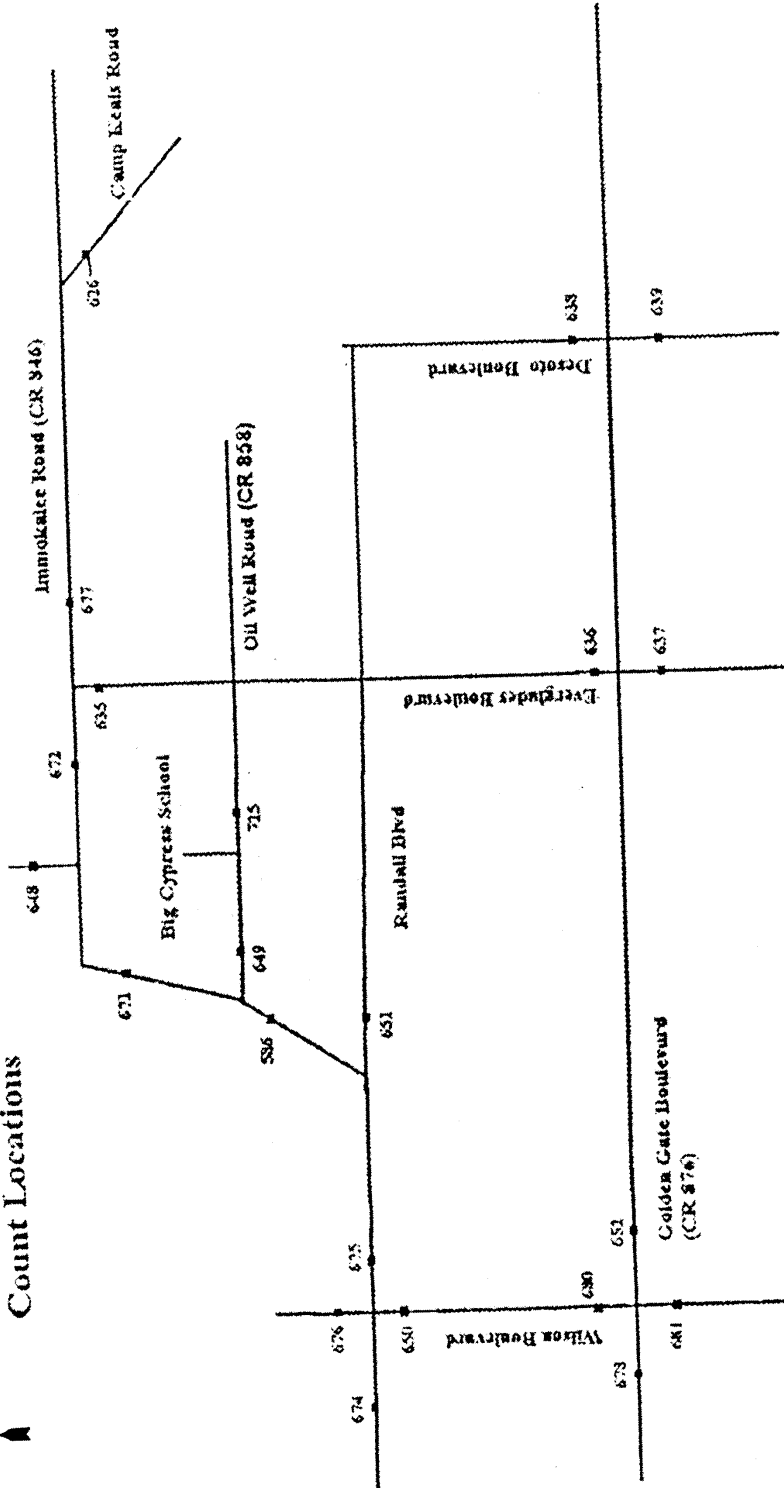 Count Locations
Immokalee Road (CR 846)
Camp Keais Road
Oil Well Road (CR 858)
Big Cypress School
Randall Blvd
Golden Gate Boulevard
(CR 876)
Wilson Boulevard
Everglades Boulevard
Desoto Boulevard
648
672
677
626
671
635
649
715
586
651
674
675
676
650
680
681
673
652
636
637
638
639